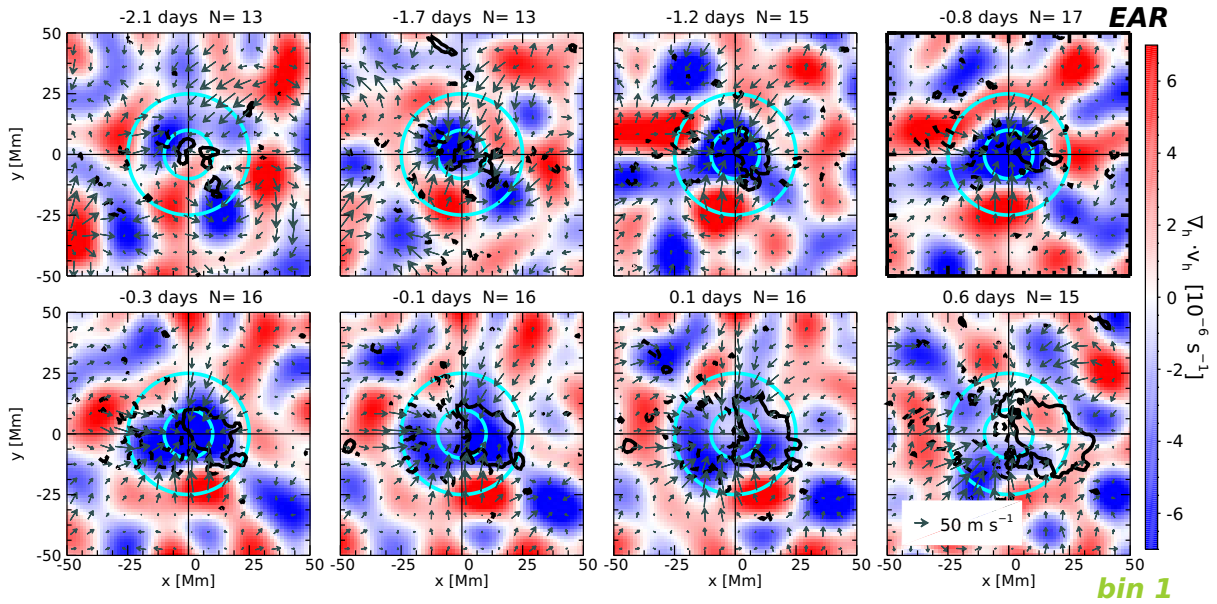 -2.1 days N= 13
-1.7 days N= 13
-1.2 days N= 15
-0.8 days N= 17
EAR
50
25
0
-25
-50
y [Mm]
-0.3 days N= 16
-0.1 days N= 16
0.1 days N= 16
0.6 days N= 15
50
25
0
-25
-50
y [Mm]
50 m s⁻¹
-50 -25 0 25 50
-50 -25 0 25 50
-50 -25 0 25 50
-50 -25 0 25 50
x [Mm]
x [Mm]
x [Mm]
x [Mm]
6
4
2
0
-2
-4
-6
∇ₕ · vₕ [10⁻⁶ s⁻¹]
bin 1